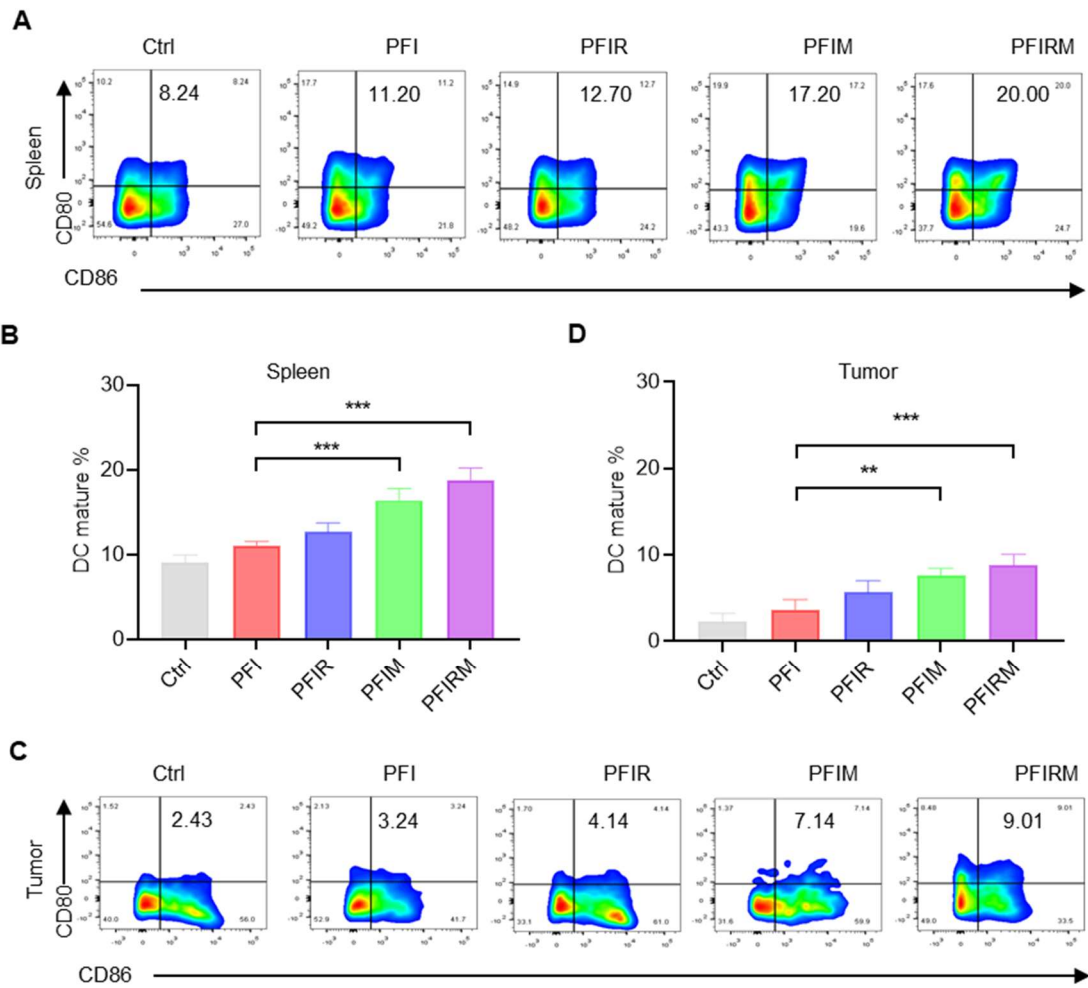 A
Ctrl PFI PFIR PFIM PFIRM
10.2 8.24 8.24 17.7 11.20 11.2 14.9 12.70 12.7 19.9 17.20 17.2 17.6 20.00 20.0
Spleen
CD80
54.6 27.0 49.2 21.8 48.2 24.2 43.3 19.6 37.7 24.7
CD86
B
Spleen
DC mature %
30
20
10
0
***
***
Ctrl PFI PFIR PFIM PFIRM
D
Tumor
DC mature %
30
20
10
0
***
**
Ctrl PFI PFIR PFIM PFIRM
C
Ctrl PFI PFIR PFIM PFIRM
1.52 2.43 2.43 2.13 3.24 3.24 1.70 4.14 4.14 1.37 7.14 7.14 8.48 9.01 9.01
Tumor
CD80
40.0 56.0 52.9 41.7 33.1 61.0 31.6 59.9 49.0 33.5
CD86